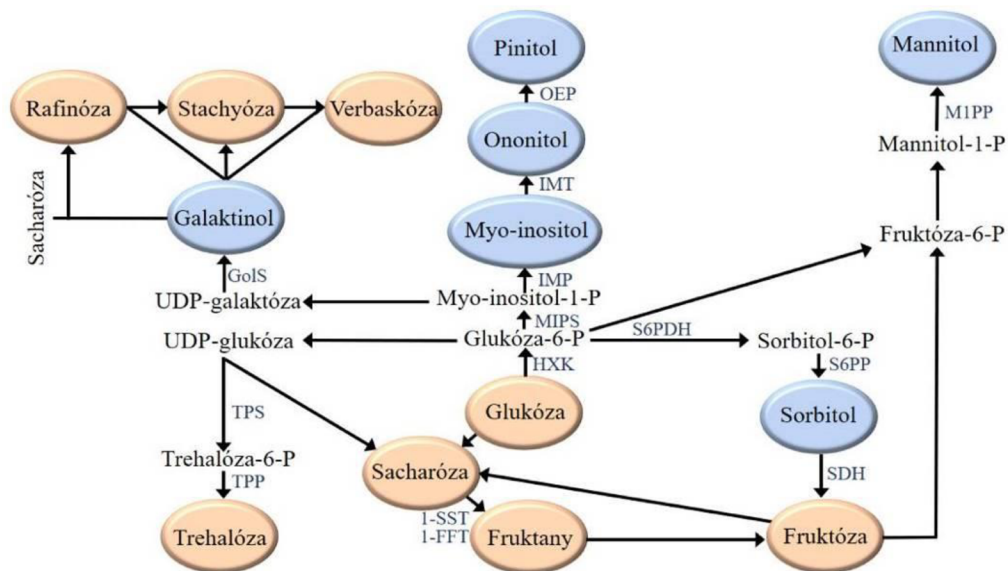 Pinitol
Mannitol
OEP
M1PP
Rafinóza
Stachyóza
Verbaskóza
Ononitol
Mannitol-1-P
IMT
Sacharóza
Galaktinol
Myo-inositol
Fruktóza-6-P
GolS
IMP
UDP-galaktóza
Myo-inositol-1-P
MIPS
UDP-glukóza
Glukóza-6-P
S6PDH
Sorbitol-6-P
HXK
S6PP
Glukóza
Sorbitol
TPS
Trehalóza-6-P
Sacharóza
SDH
TPP
1-SST
1-FFT
Trehalóza
Fruktany
Fruktóza